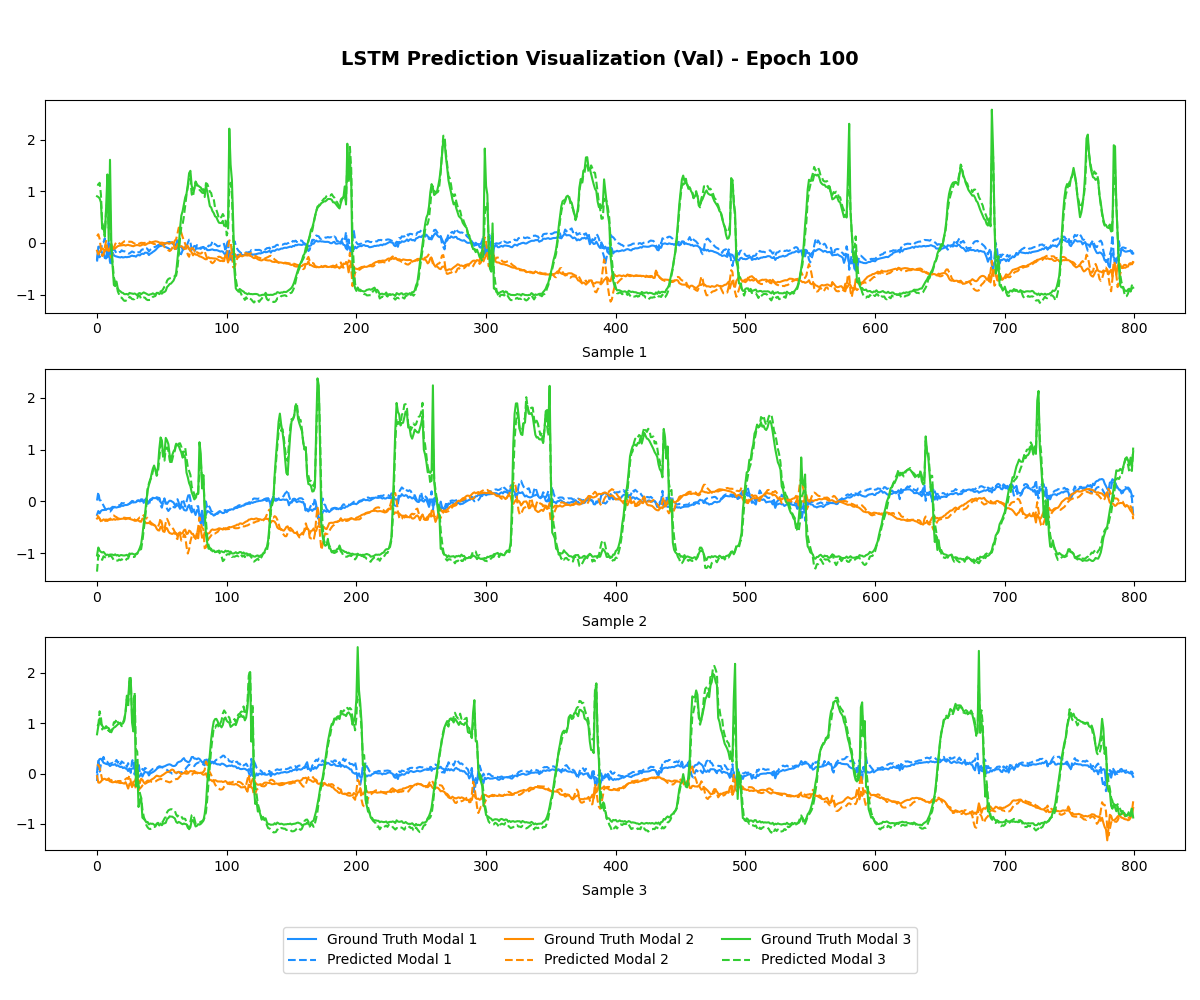 LSTM Prediction Visualization (Val) - Epoch 100
2
1
0
−1
0 100 200 300 400 500 600 700 800
Sample 1
2
1
0
−1
0 100 200 300 400 500 600 700 800
Sample 2
2
1
0
−1
0 100 200 300 400 500 600 700 800
Sample 3
Ground Truth Modal 1 Ground Truth Modal 2 Ground Truth Modal 3
Predicted Modal 1 Predicted Modal 2 Predicted Modal 3